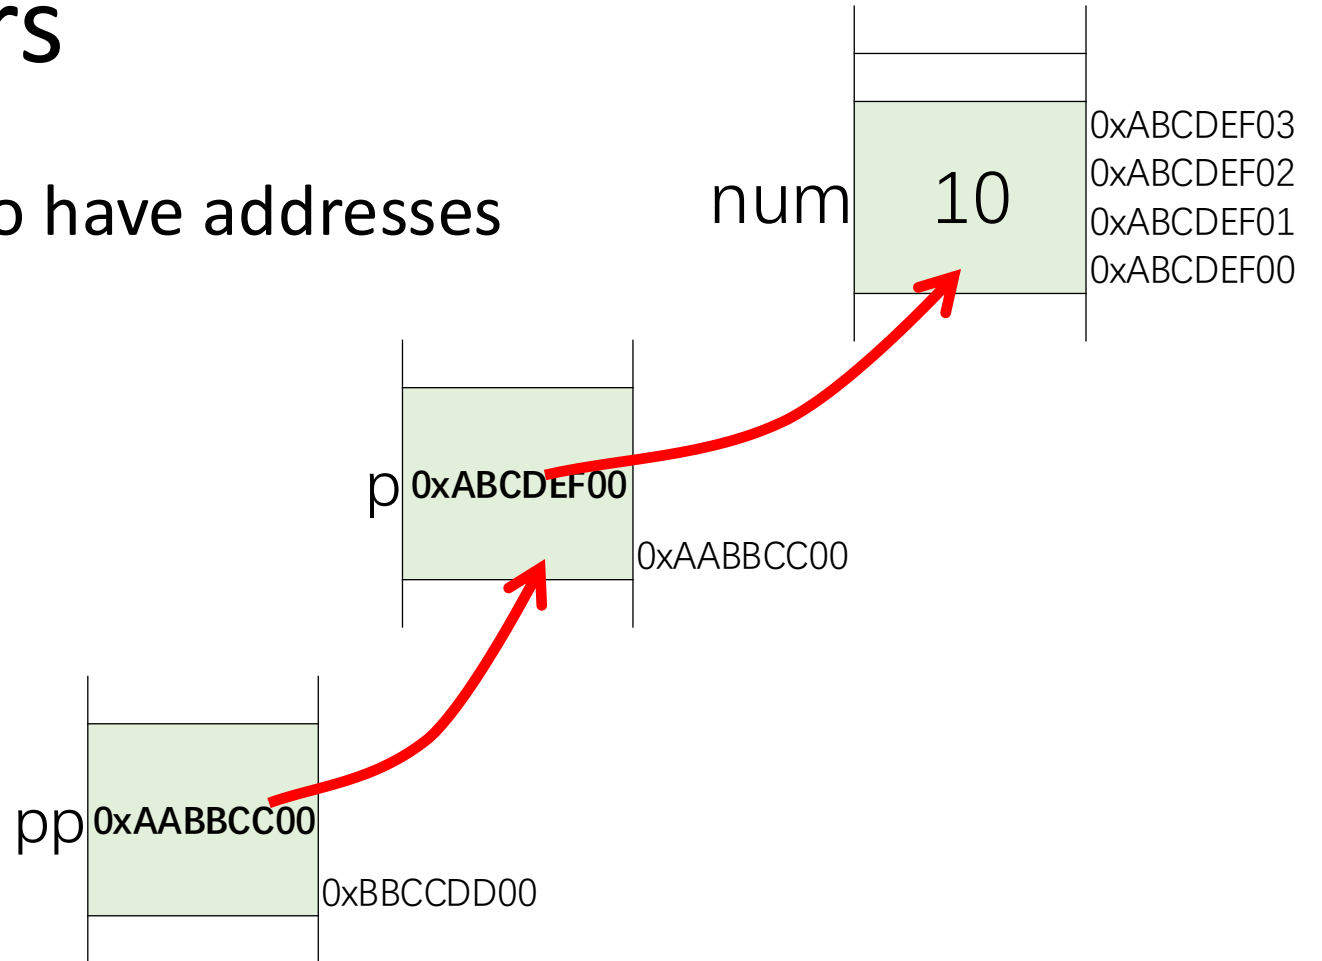 rs
o have addresses
num
10
0xABCDEF03
0xABCDEF02
0xABCDEF01
0xABCDEF00
p
0xABCDEF00
0xAABBCC00
pp
0xAABBCC00
0xBBCCDD00